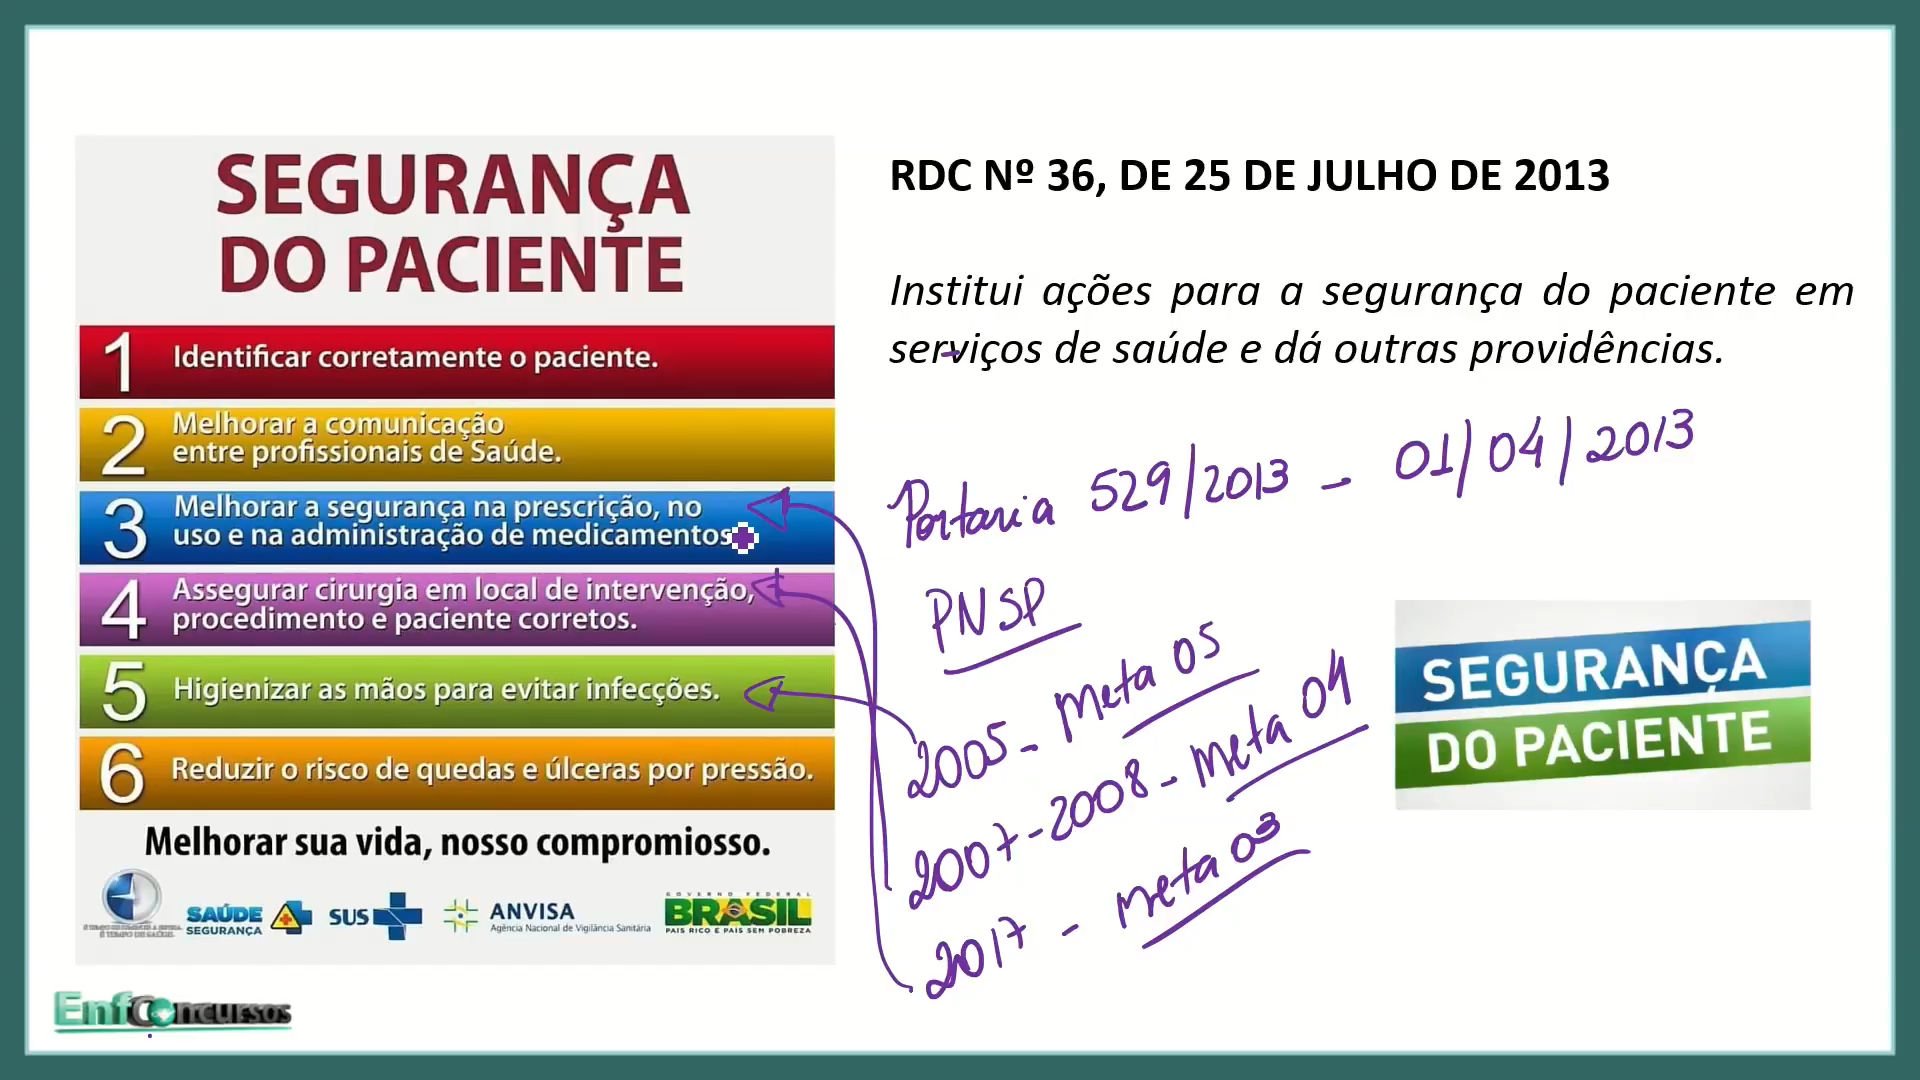 SEGURANÇA
DO PACIENTE
1 Identificar corretamente o paciente.
2 Melhorar a comunicação
entre profissionais de Saúde.
3 Melhorar a segurança na prescrição, no
uso e na administração de medicamentos
4 Assegurar cirurgia em local de intervenção,
procedimento e paciente corretos.
5 Higienizar as mãos para evitar infecções.
6 Reduzir o risco de quedas e úlceras por pressão.
Melhorar sua vida, nosso compromiosso.
SAÚDE
SEGURANÇA
SUS
ANVISA
Agência Nacional de Vigilância Sanitária
GOVERNO FEDERAL
BRASIL
PAÍS RICO É PAÍS SEM POBREZA
EnfConcursos
RDC Nº 36, DE 25 DE JULHO DE 2013
Institui ações para a segurança do paciente em
serviços de saúde e dá outras providências.
Portaria 529/2013 - 01/04/2013
PNSP
2005 - Meta 05
2007-2008 - Meta 04
2017 - Meta 03
SEGURANÇA
DO PACIENTE